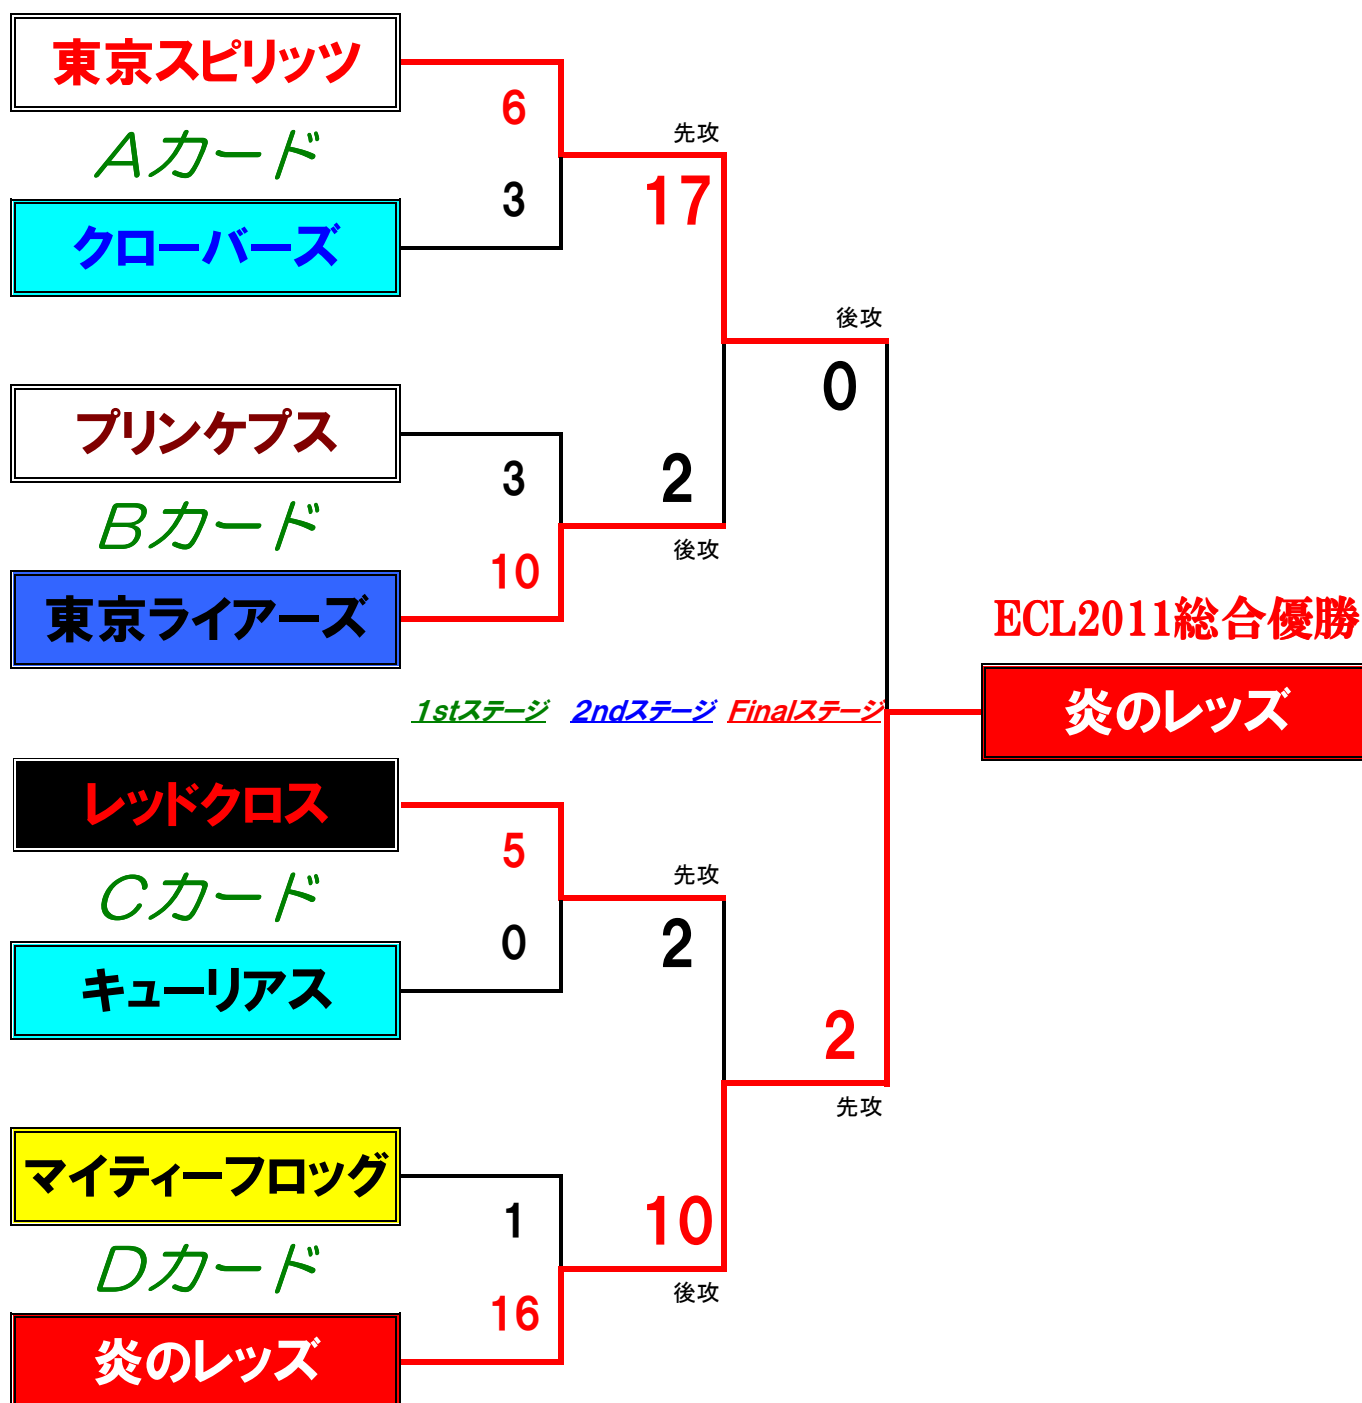 東京スピリッツ
6
先攻
Aカード
17
3
クローバーズ
後攻
0
プリンケプス
3
2
Bカード
後攻
10
東京ライアーズ
ECL2011総合優勝
1stステージ 2ndステージ Finalステージ
炎のレッズ
レッドクロス
5
先攻
Cカード
2
0
キューリアス
2
先攻
マイティーフロッグ
1
10
Dカード
後攻
16
炎のレッズ